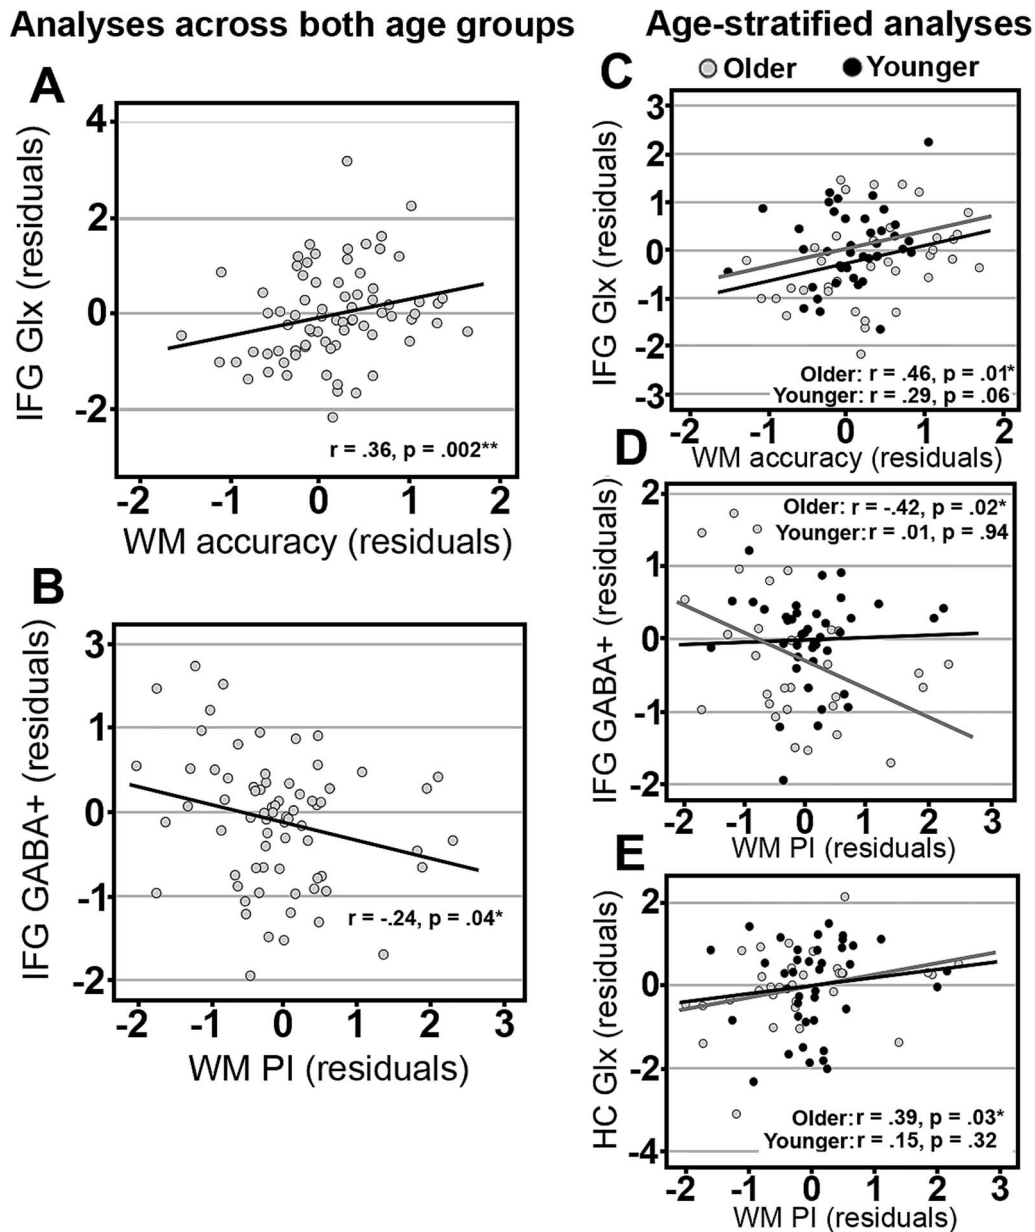 Analyses across both age groups
A
IFG Glx (residuals)
4
2
0
-2
r = .36, p = .002**
-2 -1 0 1 2
WM accuracy (residuals)
B
IFG GABA+ (residuals)
3
1
0
-1
-2
r = -.24, p = .04*
-2 -1 0 1 2 3
WM PI (residuals)
Age-stratified analyses
C
Older Younger
IFG Glx (residuals)
3
2
1
0
-1
-2
-3
Older: r = .46, p = .01*
Younger: r = .29, p = .06
-2 -1 0 1 2
WM accuracy (residuals)
D
IFG GABA+ (residuals)
2
1
0
-1
-2
Older: r = -.42, p = .02*
Younger: r = .01, p = .94
-2 -1 0 1 2 3
WM PI (residuals)
E
HC Glx (residuals)
2
0
-2
-4
Older: r = .39, p = .03*
Younger: r = .15, p = .32
-2 -1 0 1 2 3
WM PI (residuals)